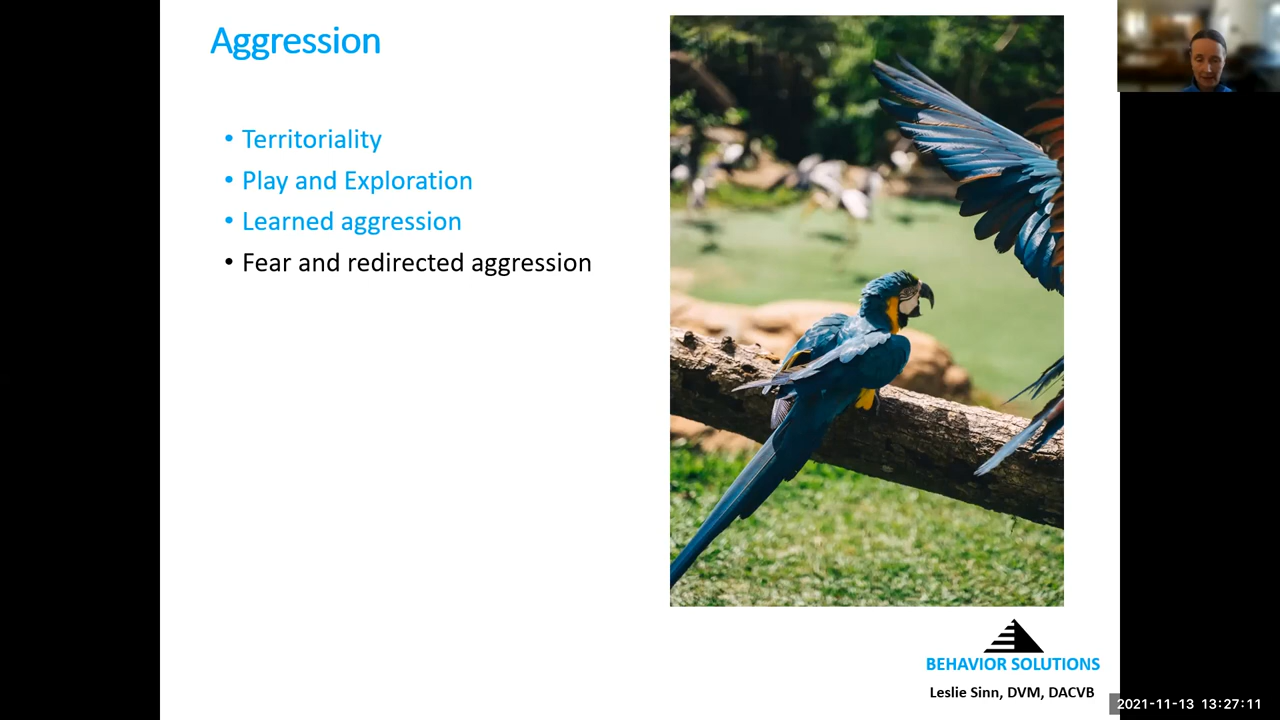 Aggression
• Territoriality
• Play and Exploration
• Learned aggression
• Fear and redirected aggression
BEHAVIOR SOLUTIONS
Leslie Sinn, DVM, DACVB
2021-11-13 13:27:11